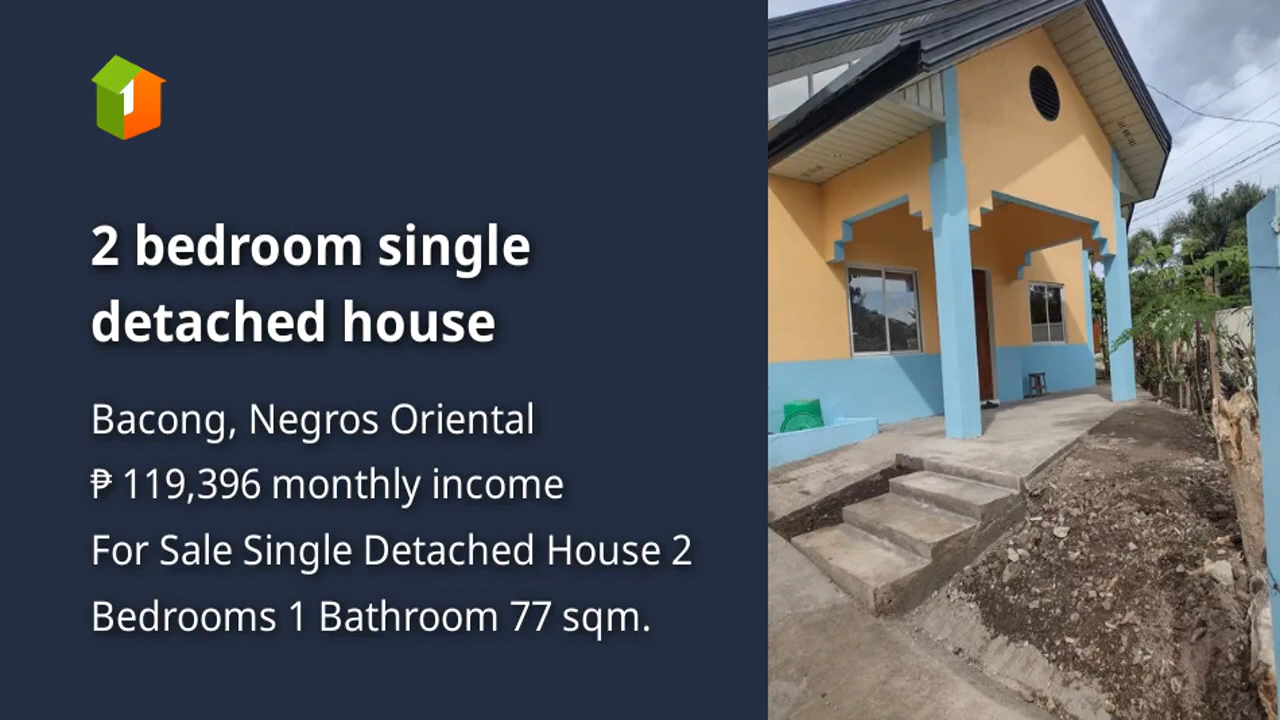 2 bedroom single
detached house
Bacong, Negros Oriental
₱ 119,396 monthly income
For Sale Single Detached House 2
Bedrooms 1 Bathroom 77 sqm.